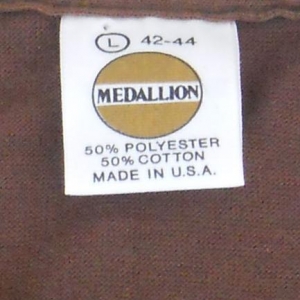 L 42-44
MEDALLION
50% POLYESTER
50% COTTON
MADE IN U.S.A.